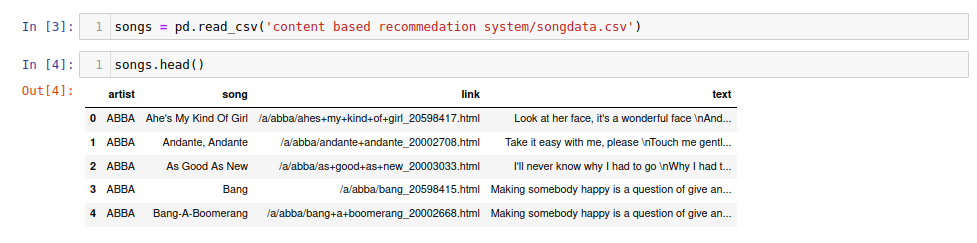 In [3]: 1 songs = pd.read_csv('content based recommedation system/songdata.csv')
In [4]: 1 songs.head()
Out[4]:
artist song link text
0 ABBA Ahe's My Kind Of Girl /a/abba/ahes+my+kind+of+girl_20598417.html Look at her face, it's a wonderful face \nAnd...
1 ABBA Andante, Andante /a/abba/andante+andante_20002708.html Take it easy with me, please \nTouch me gentl...
2 ABBA As Good As New /a/abba/as+good+as+new_20003033.html I'll never know why I had to go \nWhy I had t...
3 ABBA Bang /a/abba/bang_20598415.html Making somebody happy is a question of give an...
4 ABBA Bang-A-Boomerang /a/abba/bang+a+boomerang_20002668.html Making somebody happy is a question of give an...